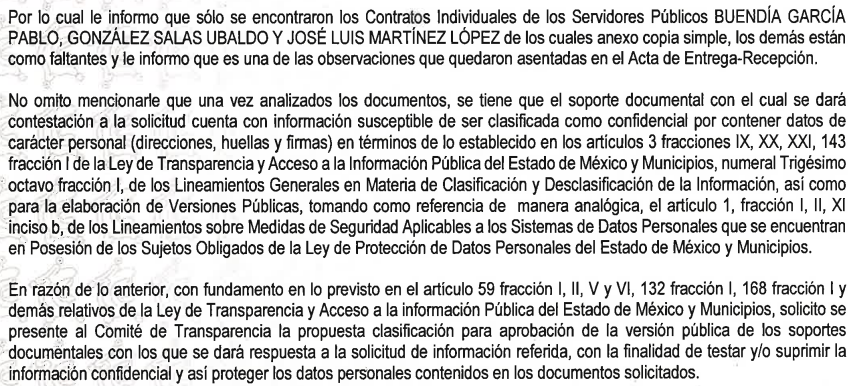 Por lo cual le informo que sólo se encontraron los Contratos Individuales de los Servidores Públicos BUENDÍA GARCÍA
PABLO, GONZÁLEZ SALAS UBALDO Y JOSÉ LUIS MARTÍNEZ LÓPEZ de los cuales anexo copia simple, los demás están
como faltantes y le informo que es una de las observaciones que quedaron asentadas en el Acta de Entrega-Recepción.
No omito mencionarle que una vez analizados los documentos, se tiene que el soporte documental con el cual se dará
contestación a la solicitud cuenta con información susceptible de ser clasificada como confidencial por contener datos de
carácter personal (direcciones, huellas y firmas) en términos de lo establecido en los artículos 3 fracciones IX, XX, XXI, 143
fracción I de la Ley de Transparencia y Acceso a la Información Pública del Estado de México y Municipios, numeral Trigésimo
octavo fracción I, de los Lineamientos Generales en Materia de Clasificación y Desclasificación de la Información, así como
para la elaboración de Versiones Públicas, tomando como referencia de manera analógica, el artículo 1, fracción I, II, XI
inciso b, de los Lineamientos sobre Medidas de Seguridad Aplicables a los Sistemas de Datos Personales que se encuentran
en Posesión de los Sujetos Obligados de la Ley de Protección de Datos Personales del Estado de México y Municipios.
En razón de lo anterior, con fundamento en lo previsto en el artículo 59 fracción I, II, V y VI, 132 fracción I, 168 fracción I y
demás relativos de la Ley de Transparencia y Acceso a la información Pública del Estado de México y Municipios, solicito se
presente al Comité de Transparencia la propuesta clasificación para aprobación de la versión pública de los soportes
documentales con los que se dará respuesta a la solicitud de información referida, con la finalidad de testar y/o suprimir la
información confidencial y así proteger los datos personales contenidos en los documentos solicitados.